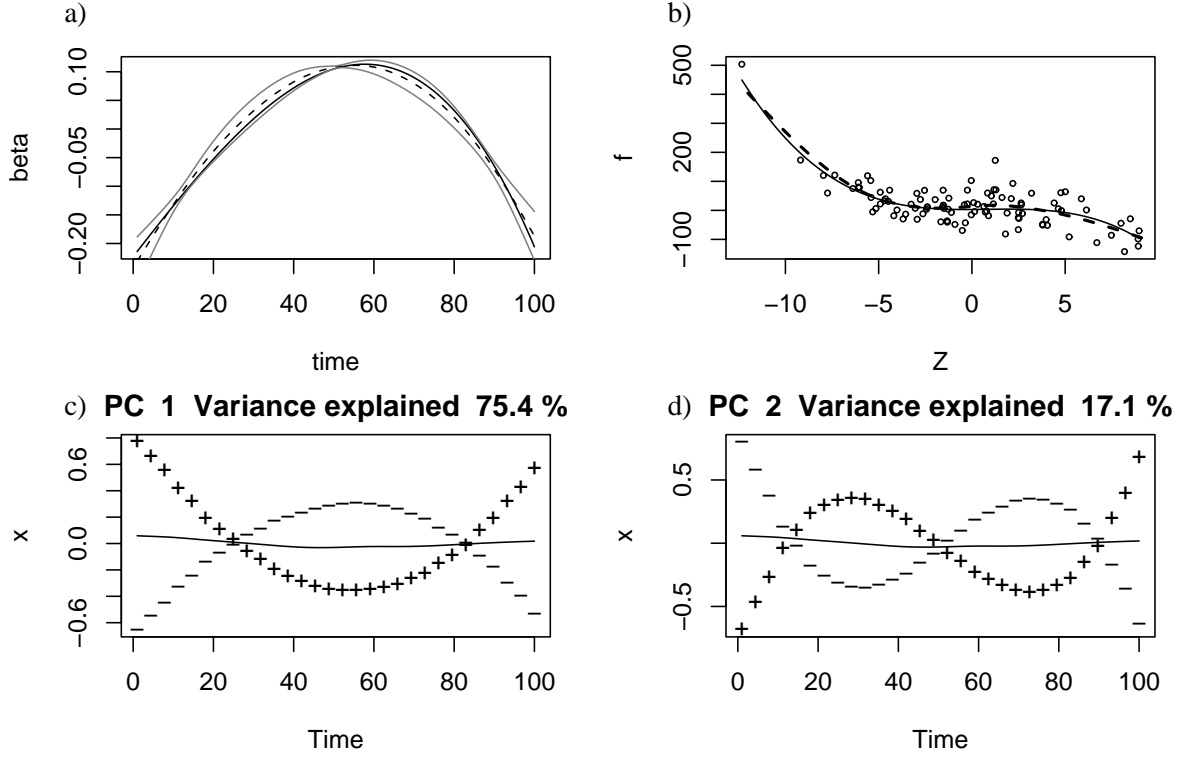 a)
0.10
−0.05
−0.20
beta
0 20 40 60 80 100
time
b)
500
200
−100
f
−10 −5 0 5
Z
c) PC 1 Variance explained 75.4 %
0.6
0.0
−0.6
x
0 20 40 60 80 100
Time
d) PC 2 Variance explained 17.1 %
0.5
−0.5
x
0 20 40 60 80 100
Time